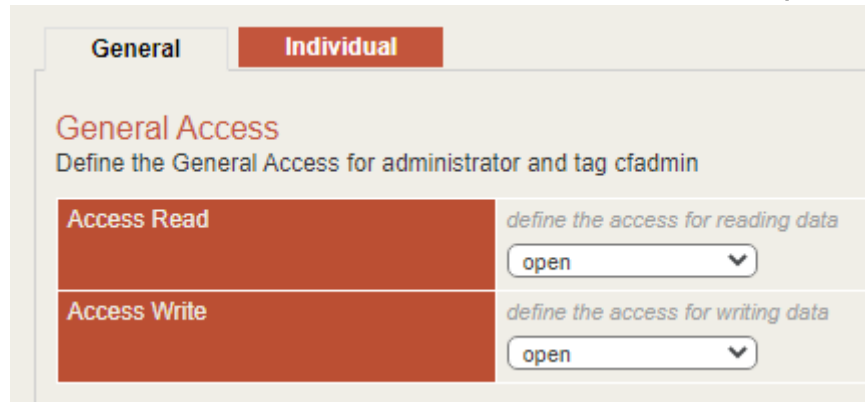 General
Individual
General Access
Define the General Access for administrator and tag cfadmin
Access Read
define the access for reading data
open
Access Write
define the access for writing data
open